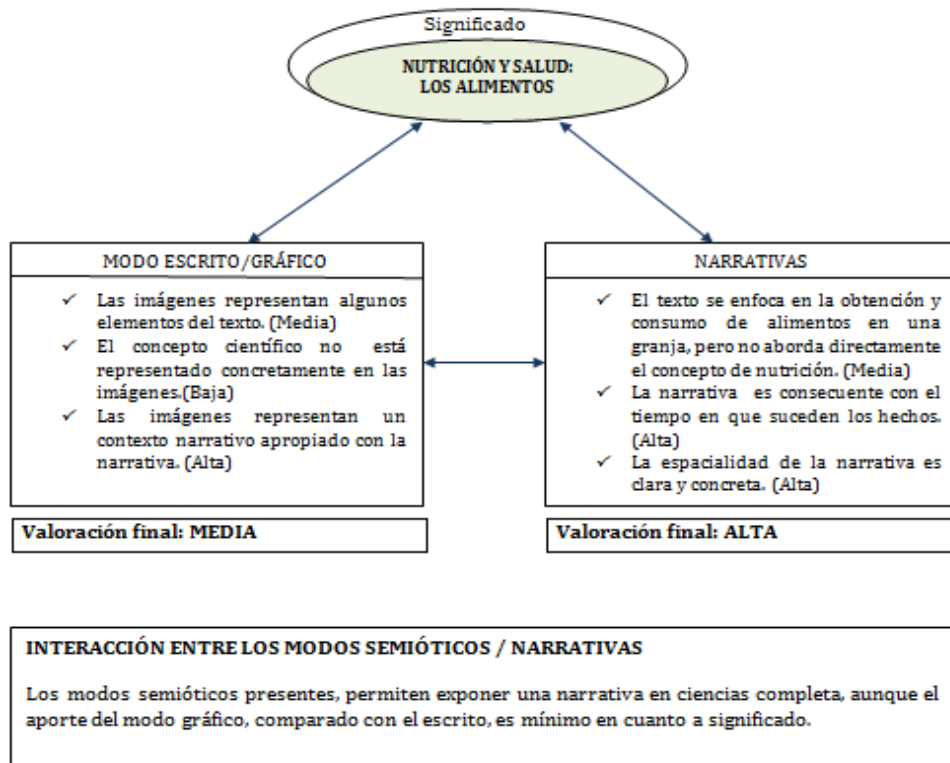 Significado
NUTRICIÓN Y SALUD:
LOS ALIMENTOS
MODO ESCRITO/GRÁFICO
✓ Las imágenes representan algunos
elementos del texto. (Media)
✓ El concepto científico no está
representado concretamente en las
imágenes.(Baja)
✓ Las imágenes representan un
contexto narrativo apropiado con la
narrativa. (Alta)
Valoración final: MEDIA
NARRATIVAS
✓ El texto se enfoca en la obtención y
consumo de alimentos en una
granja, pero no aborda directamente
el concepto de nutrición. (Media)
✓ La narrativa es consecuente con el
tiempo en que suceden los hechos.
(Alta)
✓ La espacialidad de la narrativa es
clara y concreta. (Alta)
Valoración final: ALTA
INTERACCIÓN ENTRE LOS MODOS SEMIÓTICOS / NARRATIVAS
Los modos semióticos presentes, permiten exponer una narrativa en ciencias completa, aunque el
aporte del modo gráfico, comparado con el escrito, es mínimo en cuanto a significado.